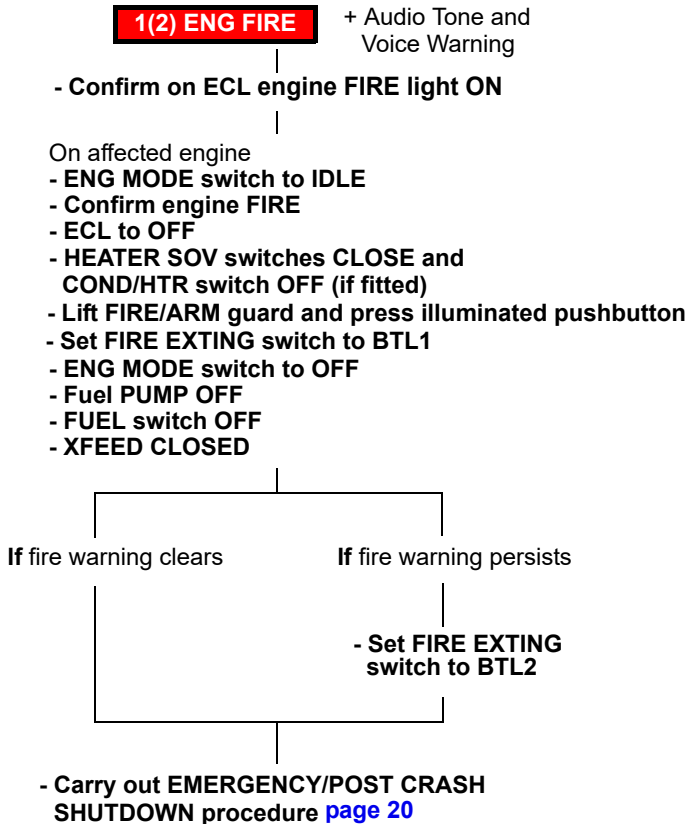 1(2) ENG FIRE
+ Audio Tone and
Voice Warning
- Confirm on ECL engine FIRE light ON
On affected engine
- ENG MODE switch to IDLE
- Confirm engine FIRE
- ECL to OFF
- HEATER SOV switches CLOSE and
COND/HTR switch OFF (if fitted)
- Lift FIRE/ARM guard and press illuminated pushbutton
- Set FIRE EXTING switch to BTL1
- ENG MODE switch to OFF
- Fuel PUMP OFF
- FUEL switch OFF
- XFEED CLOSED
If fire warning clears
If fire warning persists
- Set FIRE EXTING
switch to BTL2
- Carry out EMERGENCY/POST CRASH
SHUTDOWN procedure page 20